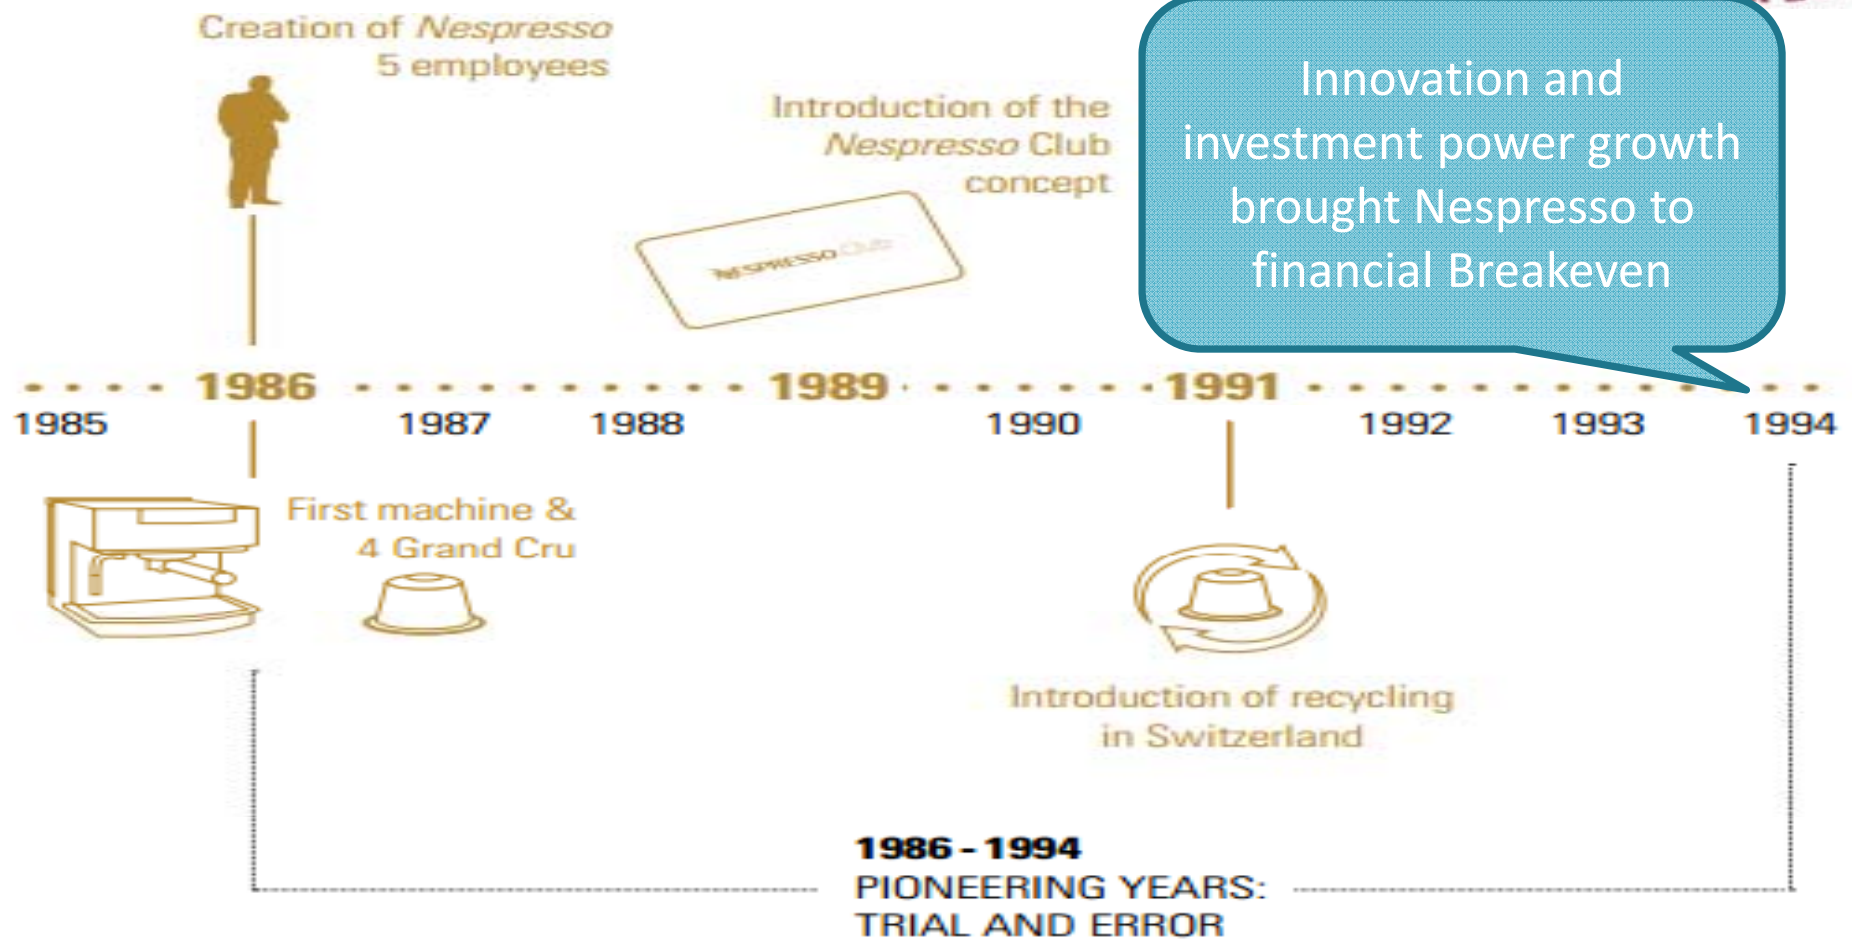 Creation of Nespresso
5 employees
Introduction of the
Nespresso Club
concept
NESPRESSO Club
Innovation and
investment power growth
brought Nespresso to
financial Breakeven
1986
1989
1991
1985
1987
1988
1990
1992
1993
1994
First machine &
4 Grand Cru
Introduction of recycling
in Switzerland
1986 - 1994
PIONEERING YEARS:
TRIAL AND ERROR